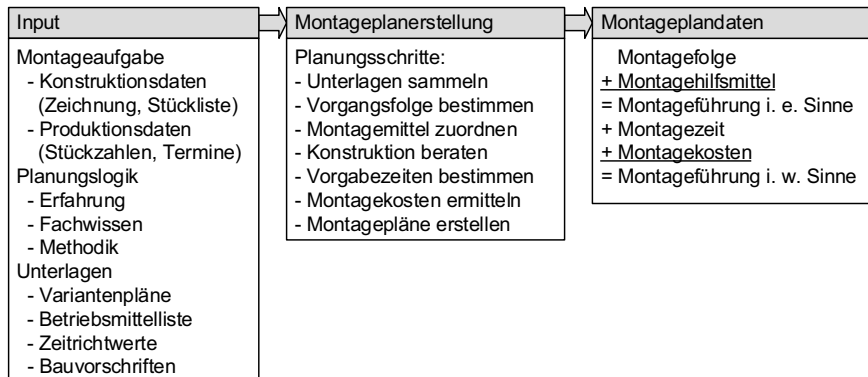 Input
Montageaufgabe
- Konstruktionsdaten
(Zeichnung, Stückliste)
- Produktionsdaten
(Stückzahlen, Termine)
Planungslogik
- Erfahrung
- Fachwissen
- Methodik
Unterlagen
- Variantenpläne
- Betriebsmittelliste
- Zeitrichtwerte
- Bauvorschriften
Montageplanerstellung
Planungsschritte:
- Unterlagen sammeln
- Vorgangsfolge bestimmen
- Montagemittel zuordnen
- Konstruktion beraten
- Vorgabezeiten bestimmen
- Montagekosten ermitteln
- Montagepläne erstellen
Montageplandaten
Montagefolge
+ Montagehilfsmittel
= Montageführung i. e. Sinne
+ Montagezeit
+ Montagekosten
= Montageführung i. w. Sinne